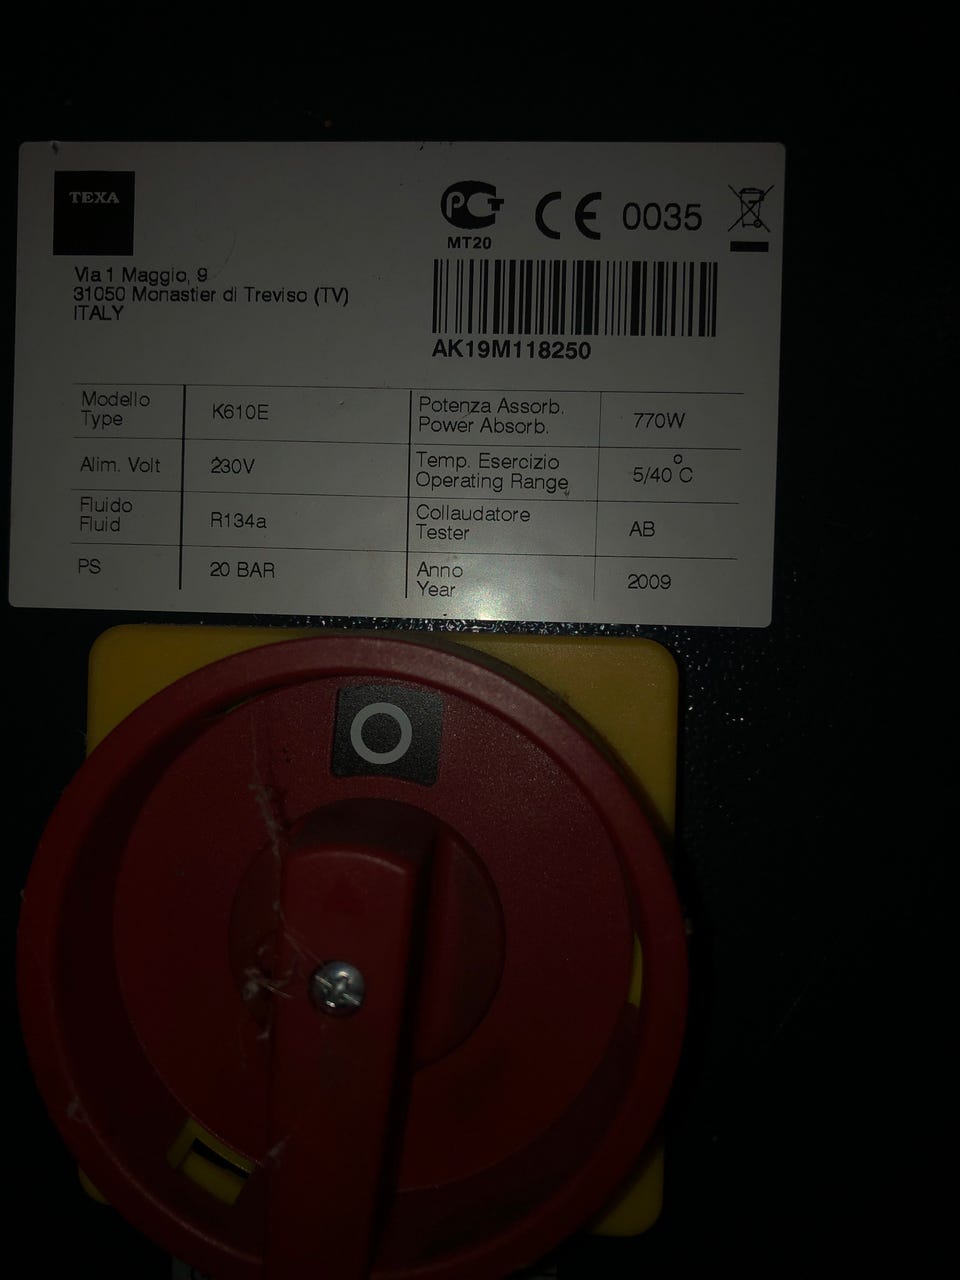 TEXA
Via 1 Maggio, 9
31050 Monastier di Treviso (TV)
ITALY
PCT
MT20
CE 0035
AK19M118250
Modello
Type
K610E
Potenza Assorb.
Power Absorb.
770W
Alim. Volt
230V
Temp. Esercizio
Operating Range
5/40 °C
Fluido
Fluid
R134a
Collaudatore
Tester
AB
PS
20 BAR
Anno
Year
2009
O